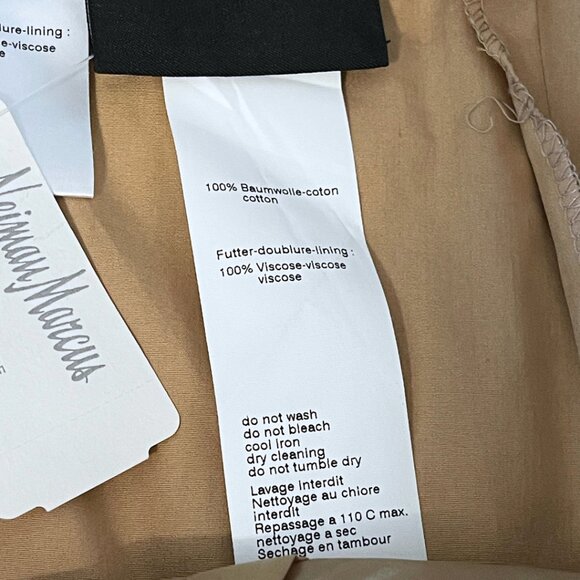 lure-lining :
e-viscose
e
Neiman Marcus
100% Baumwolle-coton
cotton
Futter-doublure-lining :
100% Viscose-viscose
viscose
do not wash
do not bleach
cool iron
dry cleaning
do not tumble dry
Lavage Interdit
Nettoyage au chlore
interdit
Repassage a 110 C max.
nettoyage a sec
Sechage en tambour